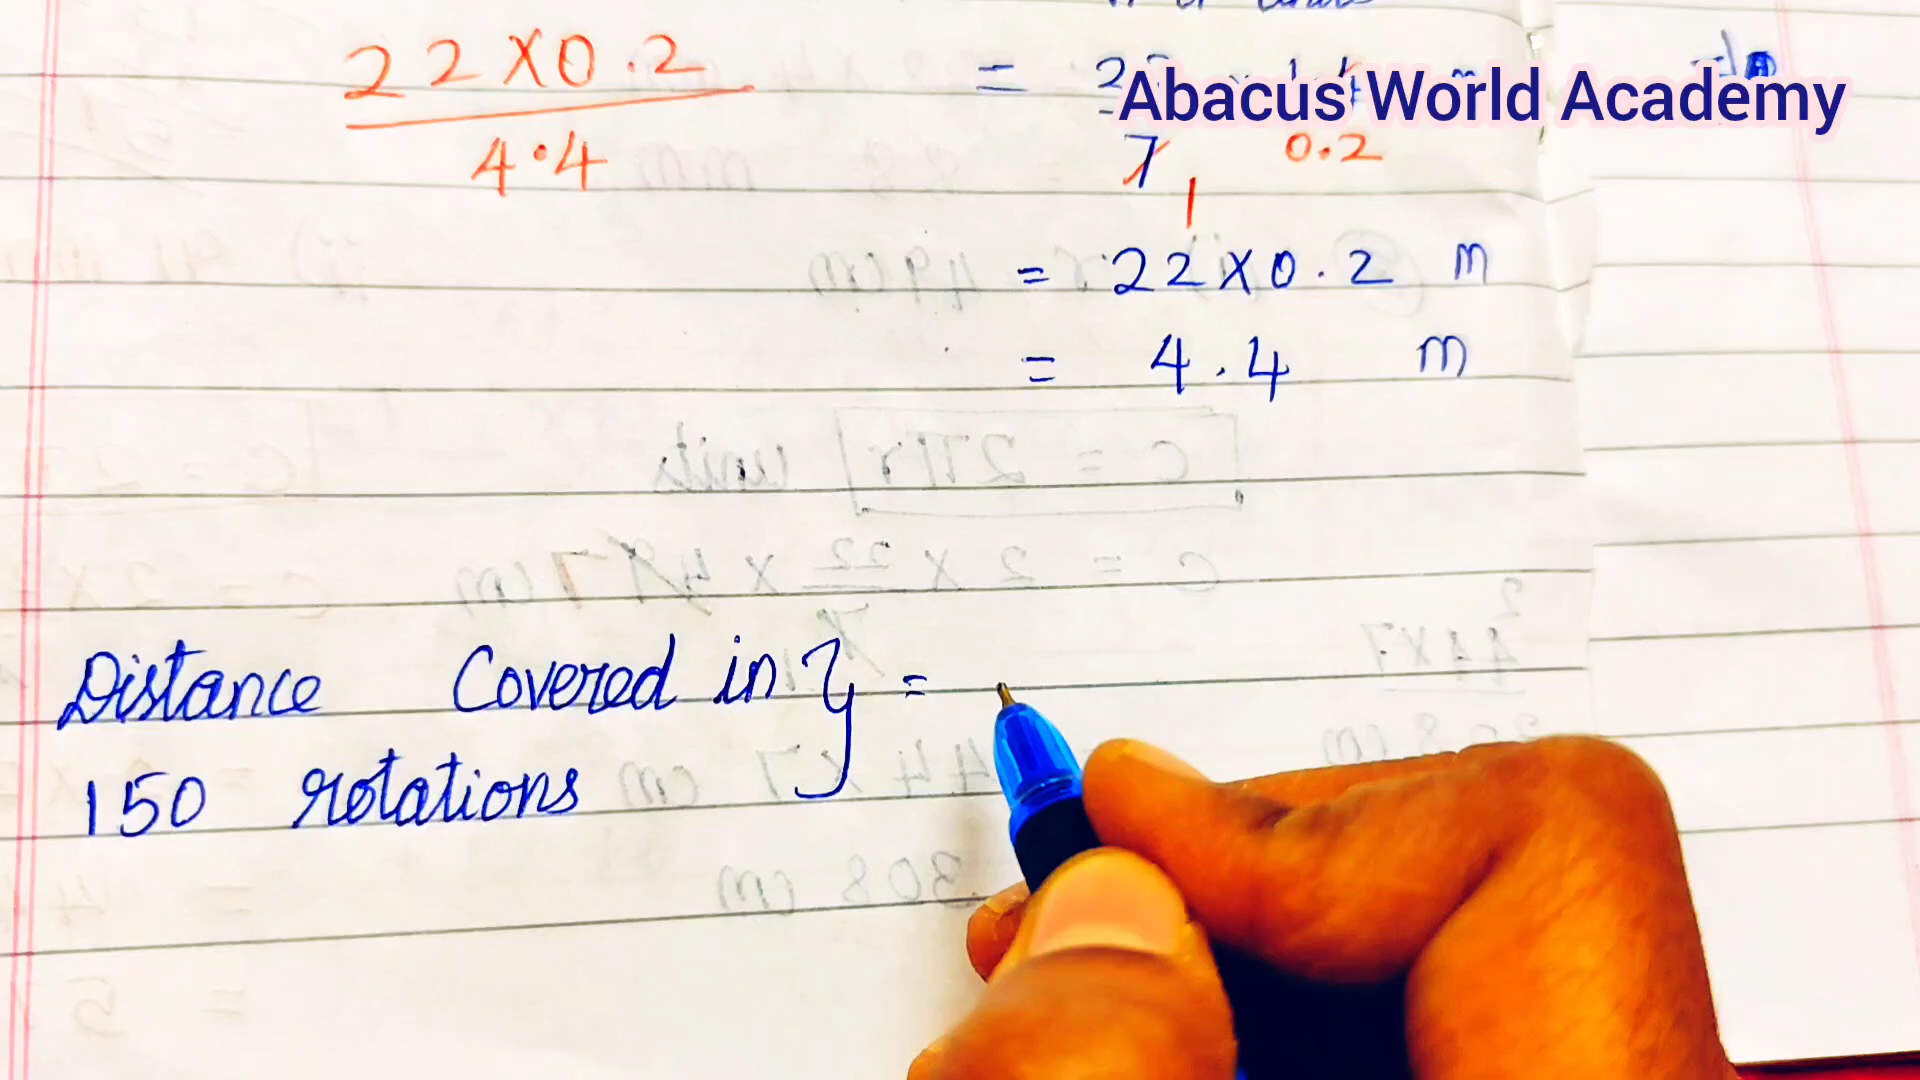 22 X 0.2
4.4
=
Abacus World Academy
7 0.2
1
= 22 X 0.2 m
= 4.4 m
Distance Covered in } =
150 rotations